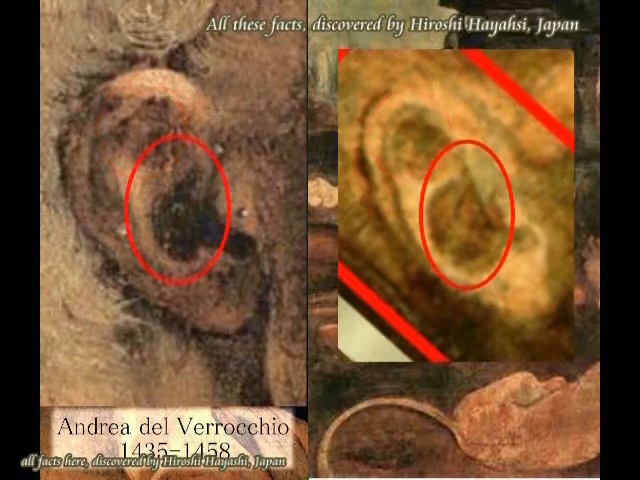 All these facts, discovered by Hiroshi Hayahsi, Japan
Andrea del Verrocchio
1435-1458
all facts here, discovered by Hiroshi Hayashi, Japan